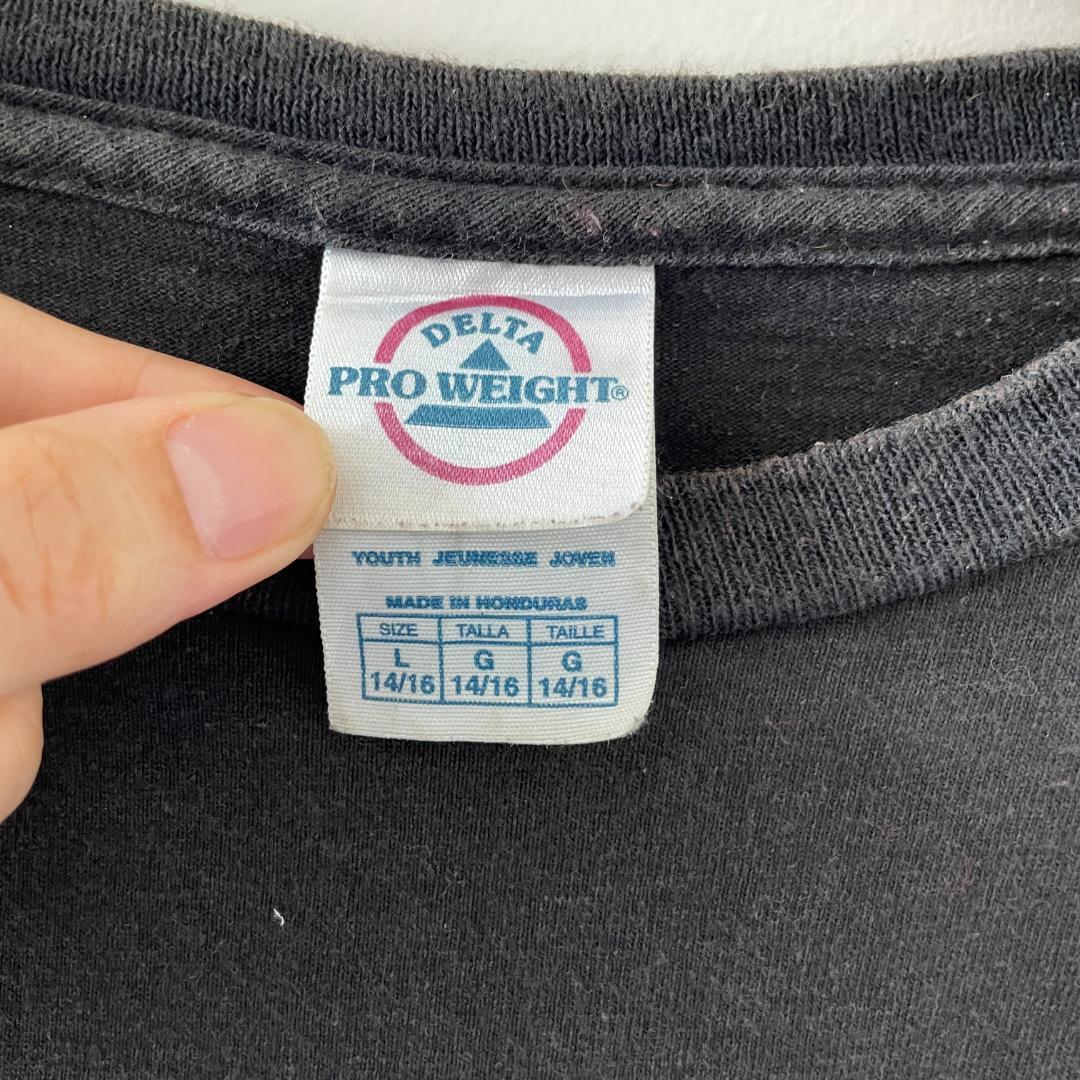 DELTA
PRO WEIGHT®
YOUTH JEUNESSE JOVEN
MADE IN HONDURAS
SIZE TALLA TAILLE
L G G
14/16 14/16 14/16